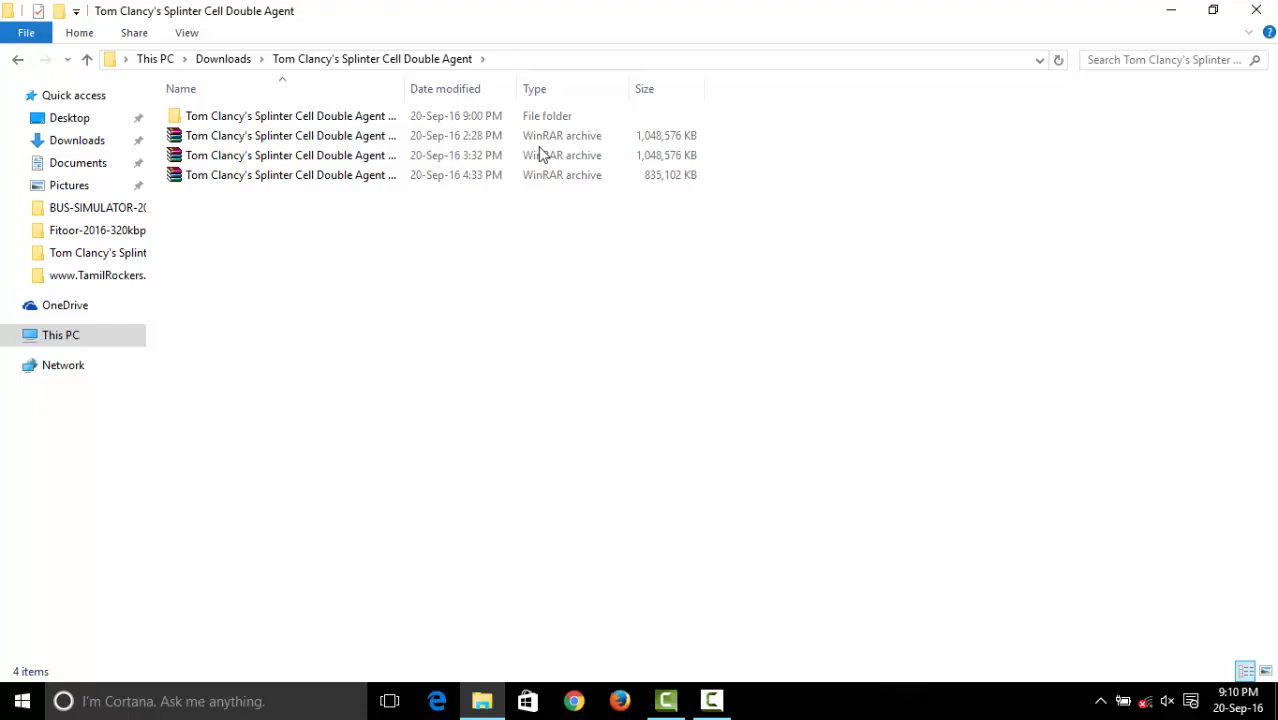 Tom Clancy's Splinter Cell Double Agent
File Home Share View
This PC Downloads Tom Clancy's Splinter Cell Double Agent Search Tom Clancy's Splinter ...
Name Date modified Type Size
Quick access
Desktop
Downloads
Documents
Pictures
BUS-SIMULATOR-20
Fitoor-2016-320kbp
Tom Clancy's Splint
www.TamilRockers.
OneDrive
This PC
Network
Tom Clancy's Splinter Cell Double Agent ... 20-Sep-16 9:00 PM File folder
Tom Clancy's Splinter Cell Double Agent ... 20-Sep-16 2:28 PM WinRAR archive 1,048,576 KB
Tom Clancy's Splinter Cell Double Agent ... 20-Sep-16 3:32 PM WinRAR archive 1,048,576 KB
Tom Clancy's Splinter Cell Double Agent ... 20-Sep-16 4:33 PM WinRAR archive 835,102 KB
4 items
I'm Cortana. Ask me anything.
9:10 PM
20-Sep-16